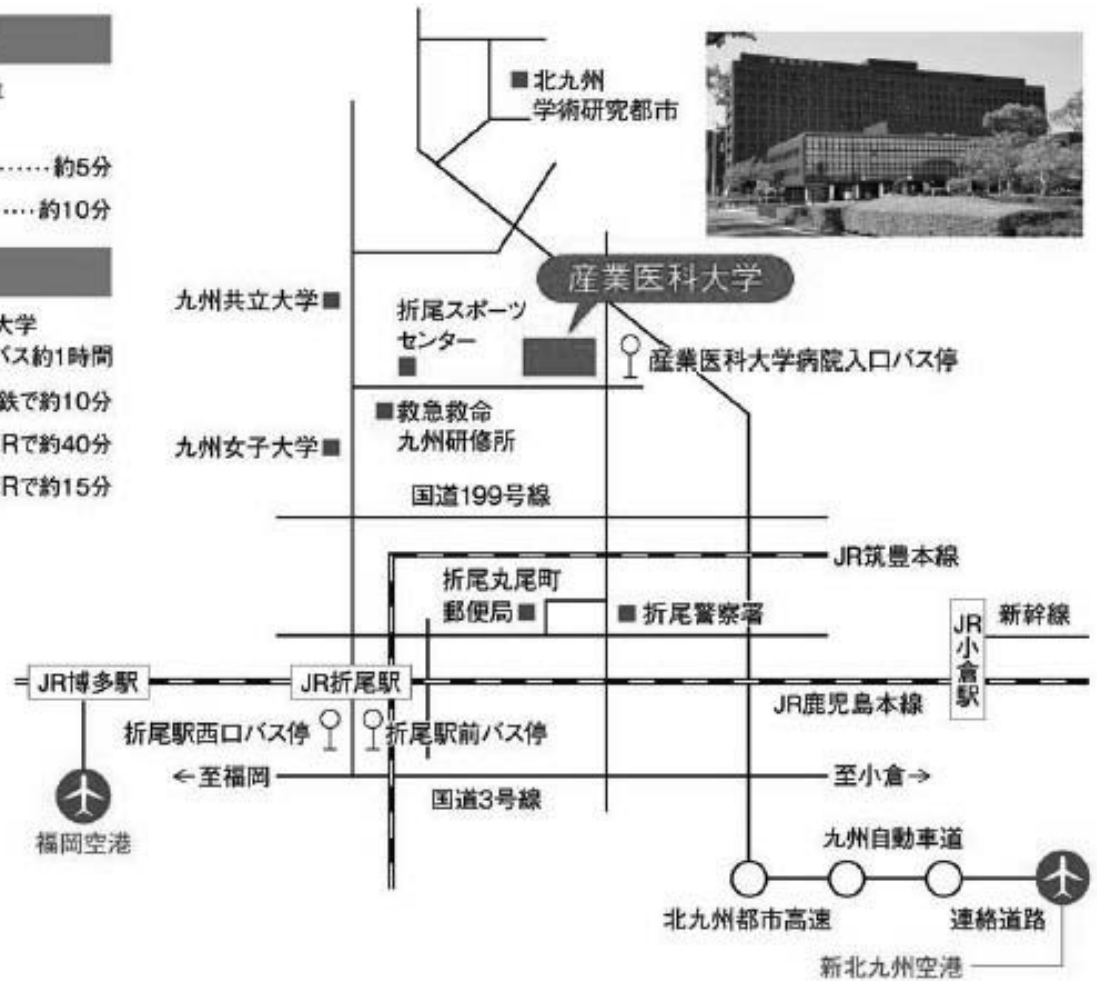 ……約5分
……約10分
大学
バス約1時間
鉄で約10分
Rで約40分
Rで約15分
北九州
学術研究都市
産業医科大学
九州共立大学
折尾スポーツ
センター
産業医科大学病院入口バス停
救急救命
九州研修所
九州女子大学
国道199号線
JR筑豊本線
折尾丸尾町
郵便局
折尾警察署
JR小倉駅
新幹線
JR博多駅
JR折尾駅
JR鹿児島本線
折尾駅西口バス停
折尾駅前バス停
←至福岡
至小倉→
国道3号線
福岡空港
九州自動車道
北九州都市高速
連絡道路
新北九州空港